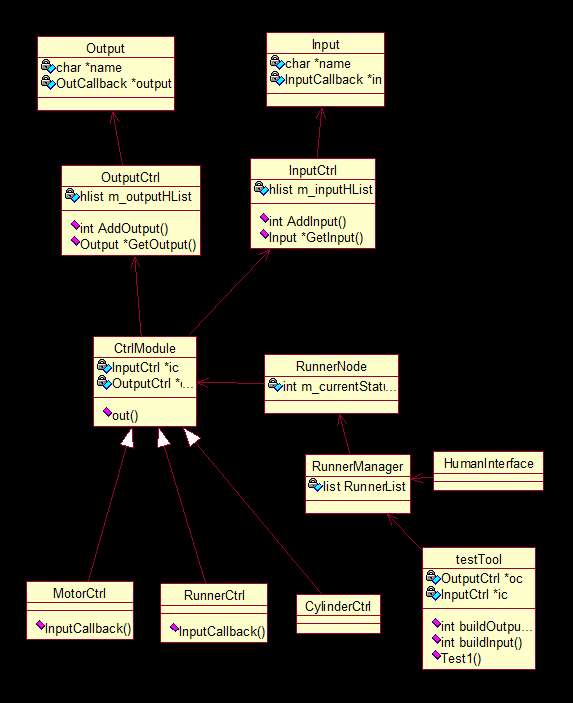 Output
char *name
OutCallback *output
Input
char *name
InputCallback *in
OutputCtrl
hlist m_outputHList
int AddOutput()
Output *GetOutput()
InputCtrl
hlist m_inputHList
int AddInput()
Input *GetInput()
CtrlModule
InputCtrl *ic
OutputCtrl *i...
out()
RunnerNode
int m_currentStatu...
RunnerManager
list RunnerList
HumanInterface
testTool
OutputCtrl *oc
InputCtrl *ic
int buildOutpu...
int buildInput()
Test1()
MotorCtrl
InputCallback()
RunnerCtrl
InputCallback()
CylinderCtrl